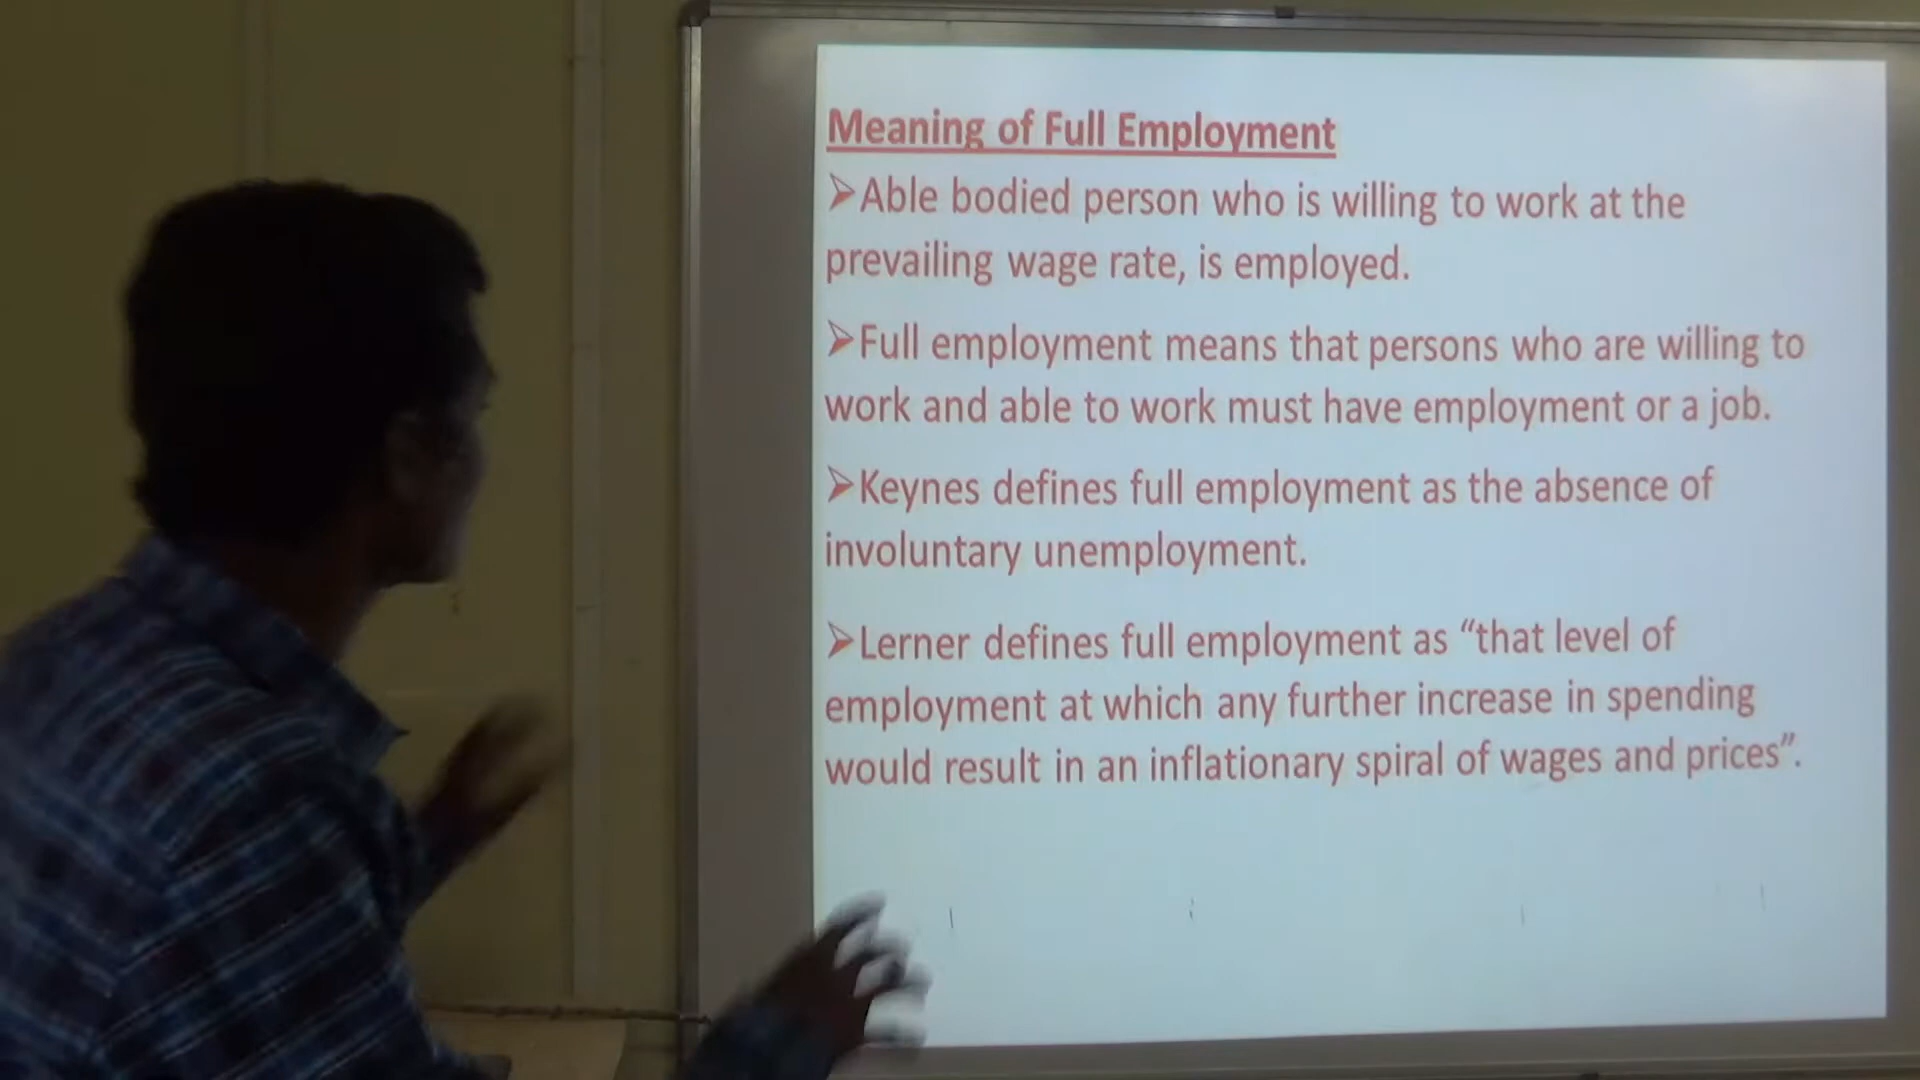 Meaning of Full Employment
➢Able bodied person who is willing to work at the
prevailing wage rate, is employed.
➢Full employment means that persons who are willing to
work and able to work must have employment or a job.
➢Keynes defines full employment as the absence of
involuntary unemployment.
➢Lerner defines full employment as “that level of
employment at which any further increase in spending
would result in an inflationary spiral of wages and prices”.